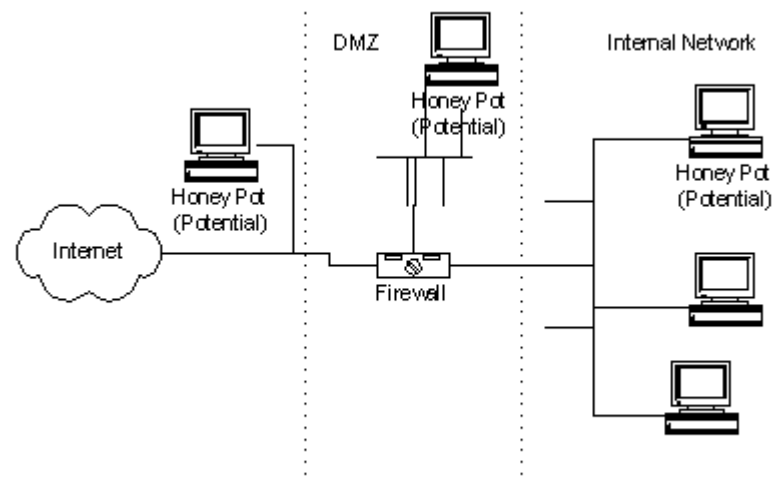 DMZ
Internal Network
Honey Pot
(Potential)
Honey Pot
(Potential)
Honey Pot
(Potential)
Internet
Firewall